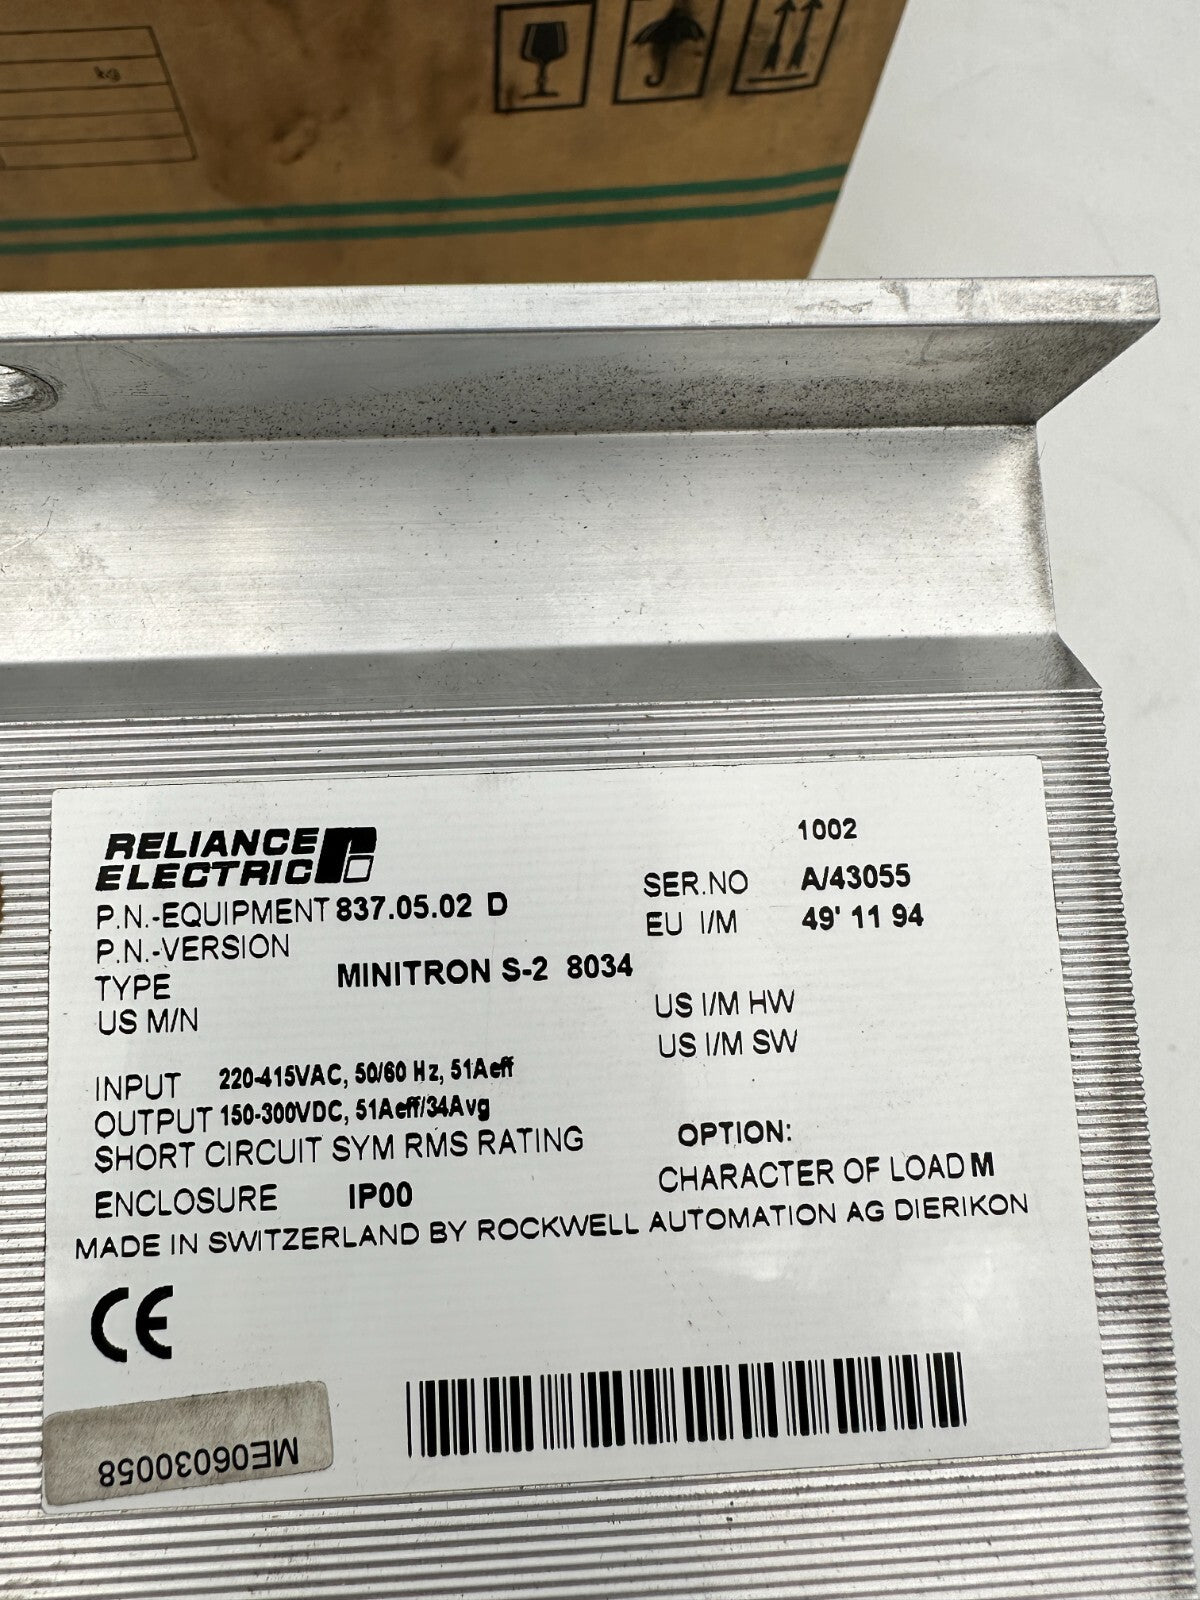 kg
RELIANCE
ELECTRIC
1002
P.N.-EQUIPMENT 837.05.02 D
SER.NO A/43055
P.N.-VERSION
EU I/M 49' 11 94
TYPE MINITRON S-2 8034
US M/N
US I/M HW
US I/M SW
INPUT 220-415VAC, 50/60 Hz, 51Aeff
OUTPUT 150-300VDC, 51Aeff/34Avg
SHORT CIRCUIT SYM RMS RATING
OPTION:
ENCLOSURE IP00
CHARACTER OF LOAD M
MADE IN SWITZERLAND BY ROCKWELL AUTOMATION AG DIERIKON
CE
ME06030058